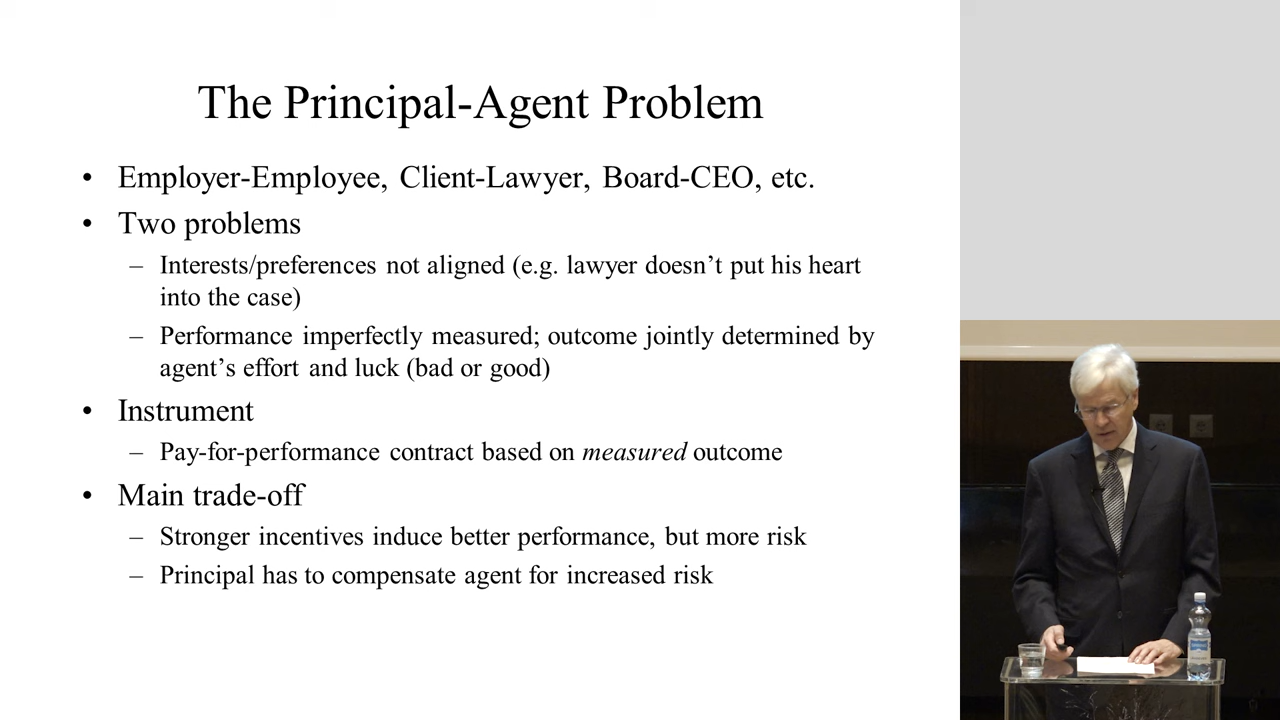 The Principal-Agent Problem
• Employer-Employee, Client-Lawyer, Board-CEO, etc.
• Two problems
– Interests/preferences not aligned (e.g. lawyer doesn’t put his heart
into the case)
– Performance imperfectly measured; outcome jointly determined by
agent’s effort and luck (bad or good)
• Instrument
– Pay-for-performance contract based on measured outcome
• Main trade-off
– Stronger incentives induce better performance, but more risk
– Principal has to compensate agent for increased risk